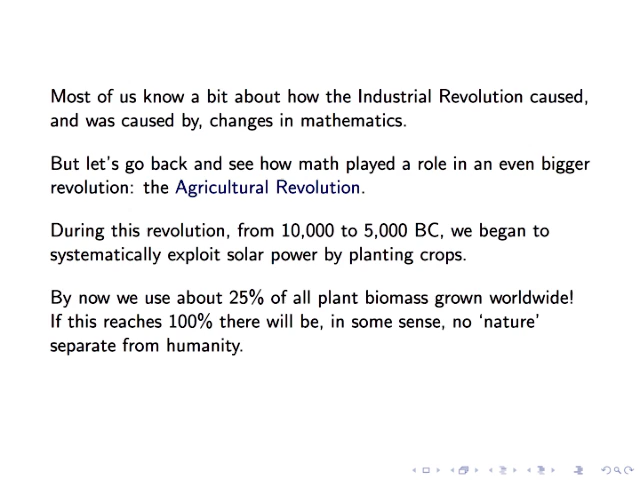 Most of us know a bit about how the Industrial Revolution caused,
and was caused by, changes in mathematics.
But let's go back and see how math played a role in an even bigger
revolution: the Agricultural Revolution.
During this revolution, from 10,000 to 5,000 BC, we began to
systematically exploit solar power by planting crops.
By now we use about 25% of all plant biomass grown worldwide!
If this reaches 100% there will be, in some sense, no ‘nature’
separate from humanity.